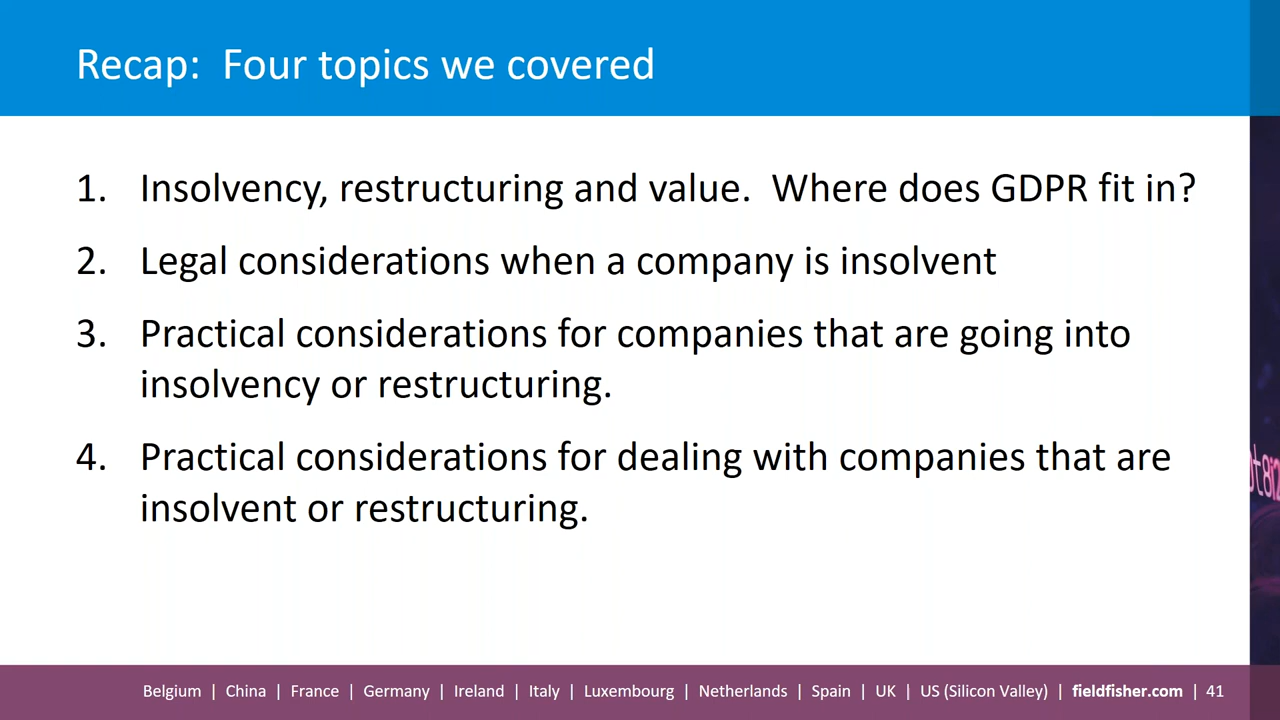 Recap:  Four topics we covered
1. Insolvency, restructuring and value.  Where does GDPR fit in?
2. Legal considerations when a company is insolvent
3. Practical considerations for companies that are going into
insolvency or restructuring.
4. Practical considerations for dealing with companies that are
insolvent or restructuring.
Belgium | China | France | Germany | Ireland | Italy | Luxembourg | Netherlands | Spain | UK | US (Silicon Valley) | fieldfisher.com | 41